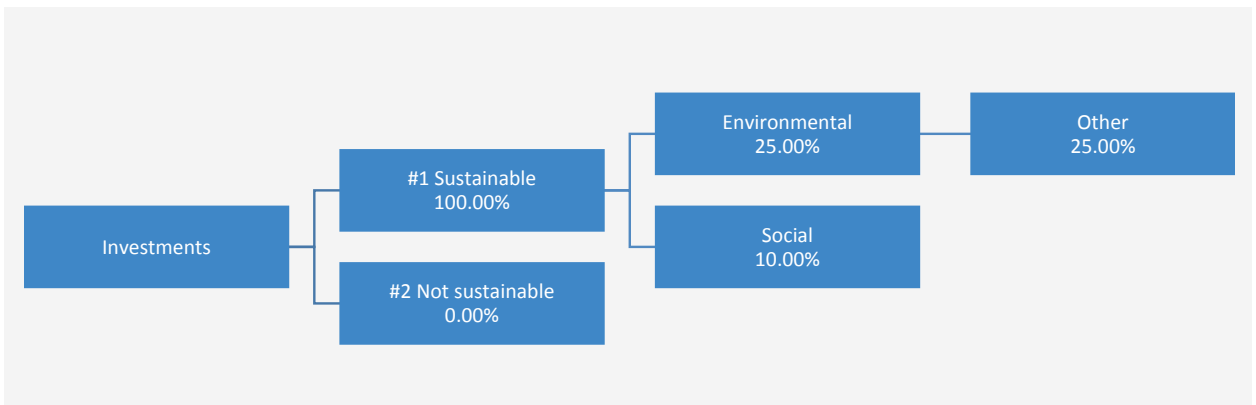 Investments
#1 Sustainable
100.00%
#2 Not sustainable
0.00%
Environmental
25.00%
Social
10.00%
Other
25.00%